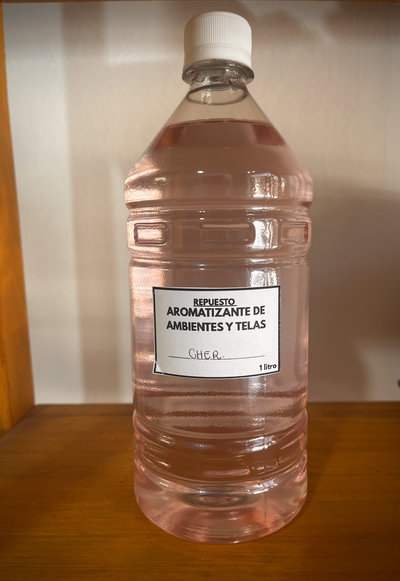 REPUESTO
AROMATIZANTE DE
AMBIENTES Y TELAS
CHER.
1 litro